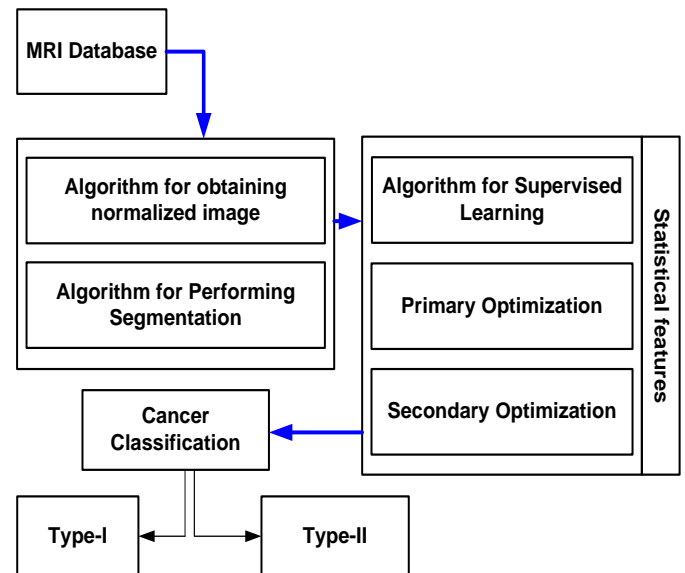 MRI Database
Algorithm for obtaining
normalized image
Algorithm for Performing
Segmentation
Algorithm for Supervised
Learning
Primary Optimization
Secondary Optimization
Statistical features
Cancer
Classification
Type-I
Type-II